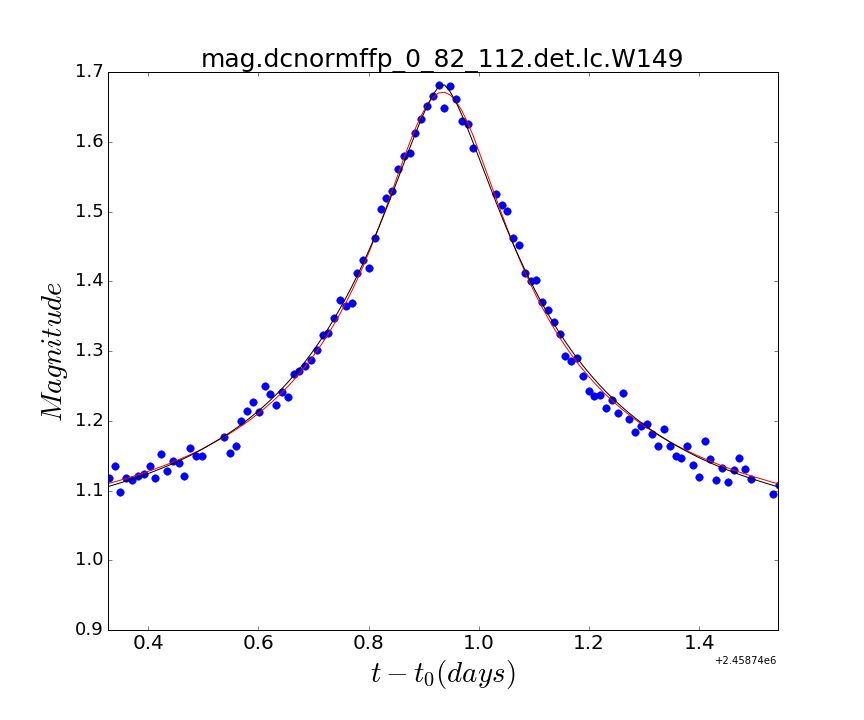 mag.dcnormffp_0_82_112.det.lc.W149
1.7
1.6
1.5
1.4
1.3
1.2
1.1
1.0
0.9
Magnitude
0.4 0.6 0.8 1.0 1.2 1.4
+2.45874e6
t − t₀(days)